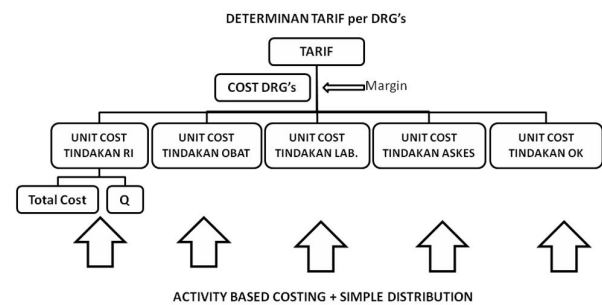 DETERMINAN TARIF per DRG's
TARIF
COST DRG's
Margin
UNIT COST
TINDAKAN RI
UNIT COST
TINDAKAN OBAT
UNIT COST
TINDAKAN LAB.
UNIT COST
TINDAKAN ASKES
UNIT COST
TINDAKAN OK
Total Cost
Q
ACTIVITY BASED COSTING + SIMPLE DISTRIBUTION